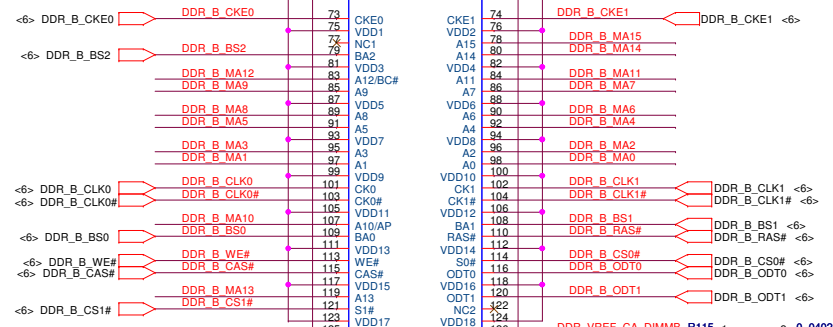 <6> DDR_B_CKE0 DDR_B_CKE0 73 CKE0 CKE1 74 DDR_B_CKE1 DDR_B_CKE1 <6>
75 VDD1 VDD2 76
77 NC1 A15 78 DDR_B_MA15
<6> DDR_B_BS2 DDR_B_BS2 79 BA2 A14 80 DDR_B_MA14
81 VDD3 VDD4 82
DDR_B_MA12 83 A12/BC# A11 84 DDR_B_MA11
DDR_B_MA9 85 A9 A7 86 DDR_B_MA7
87 VDD5 VDD6 88
DDR_B_MA8 89 A8 A6 90 DDR_B_MA6
DDR_B_MA5 91 A5 A4 92 DDR_B_MA4
93 VDD7 VDD8 94
DDR_B_MA3 95 A3 A2 96 DDR_B_MA2
DDR_B_MA1 97 A1 A0 98 DDR_B_MA0
99 VDD9 VDD10 100
<6> DDR_B_CLK0 DDR_B_CLK0 101 CK0 CK1 102 DDR_B_CLK1 DDR_B_CLK1 <6>
<6> DDR_B_CLK0# DDR_B_CLK0# 103 CK0# CK1# 104 DDR_B_CLK1# DDR_B_CLK1# <6>
105 VDD11 VDD12 106
DDR_B_MA10 107 A10/AP BA1 108 DDR_B_BS1 DDR_B_BS1 <6>
<6> DDR_B_BS0 DDR_B_BS0 109 BA0 RAS# 110 DDR_B_RAS# DDR_B_RAS# <6>
111 VDD13 VDD14 112
<6> DDR_B_WE# DDR_B_WE# 113 WE# S0# 114 DDR_B_CS0# DDR_B_CS0# <6>
<6> DDR_B_CAS# DDR_B_CAS# 115 CAS# ODT0 116 DDR_B_ODT0 DDR_B_ODT0 <6>
117 VDD15 VDD16 118
DDR_B_MA13 119 A13 ODT1 120 DDR_B_ODT1 DDR_B_ODT1 <6>
<6> DDR_B_CS1# DDR_B_CS1# 121 S1# NC2 122
123 VDD17 VDD18 124